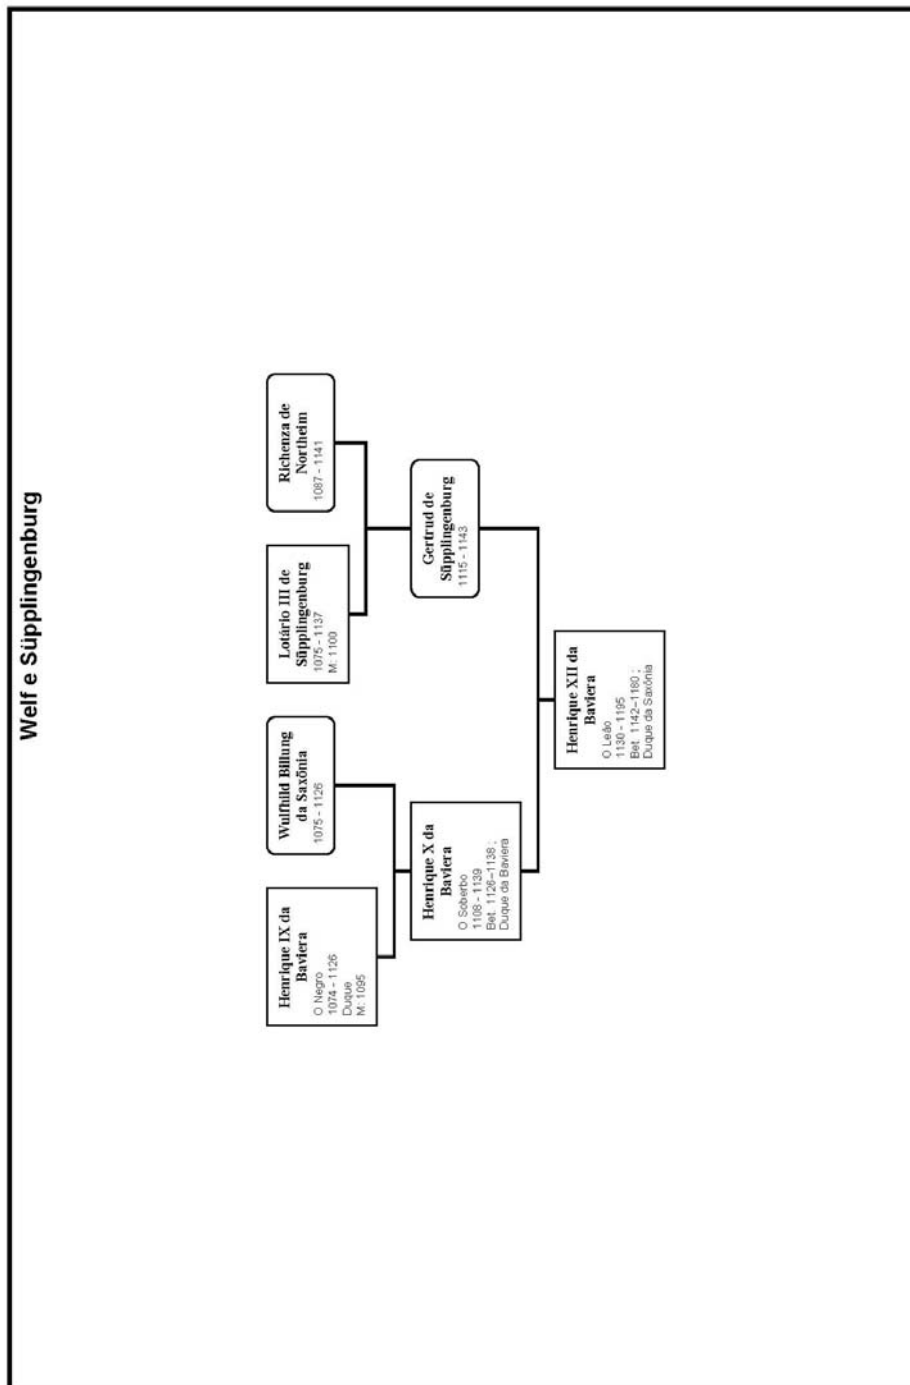 Welf e Süpplingenburg
Henrique IX da
Baviera
O Negro
1074 - 1126
Duque
M: 1095
Wulfhild Billung
da Saxônia
1075 - 1126
Lotário III de
Süpplingenburg
1075 - 1137
M: 1100
Richenza de
Northeim
1087 - 1141
Henrique X da
Baviera
O Soberbo
1108 - 1139
Bet. 1126–1138 ;
Duque da Baviera
Gertrud de
Süpplingenburg
1115 - 1143
Henrique XII da
Baviera
O Leão
1130 - 1195
Bet. 1142–1180 ;
Duque da Saxônia